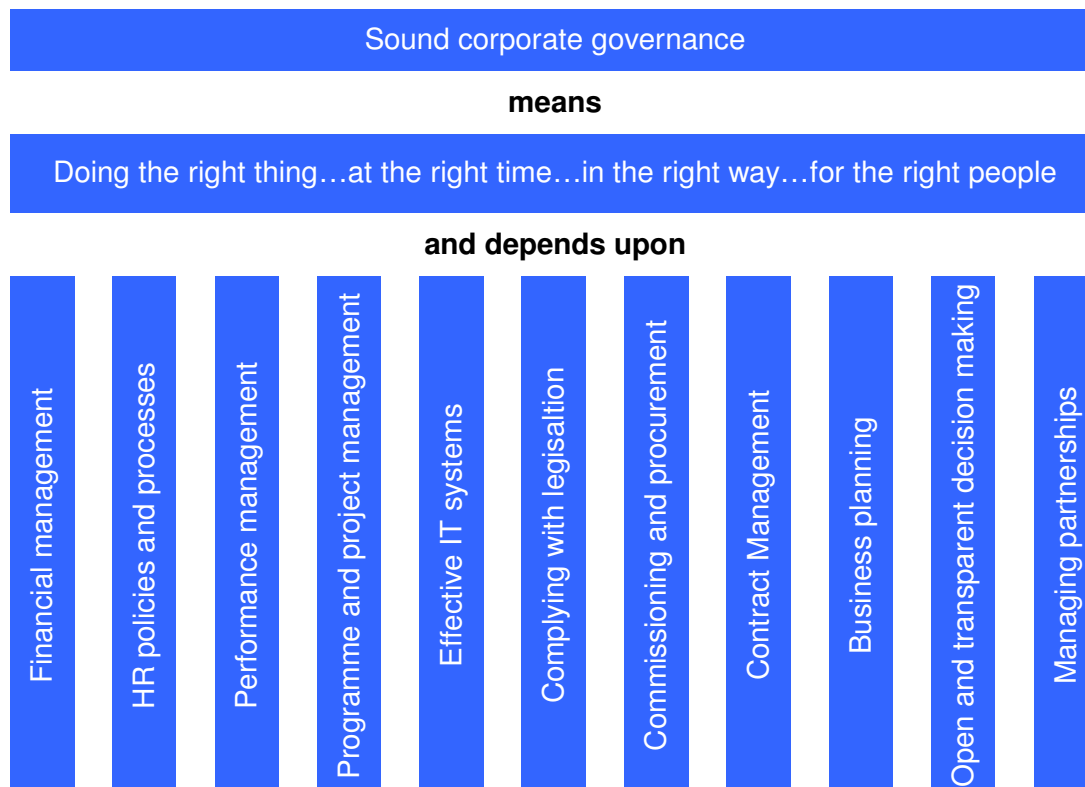 Sound corporate governance
means
Doing the right thing…at the right time…in the right way…for the right people
and depends upon
Financial management
HR policies and processes
Performance management
Programme and project management
Effective IT systems
Complying with legisaltion
Commissioning and procurement
Contract Management
Business planning
Open and transparent decision making
Managing partnerships